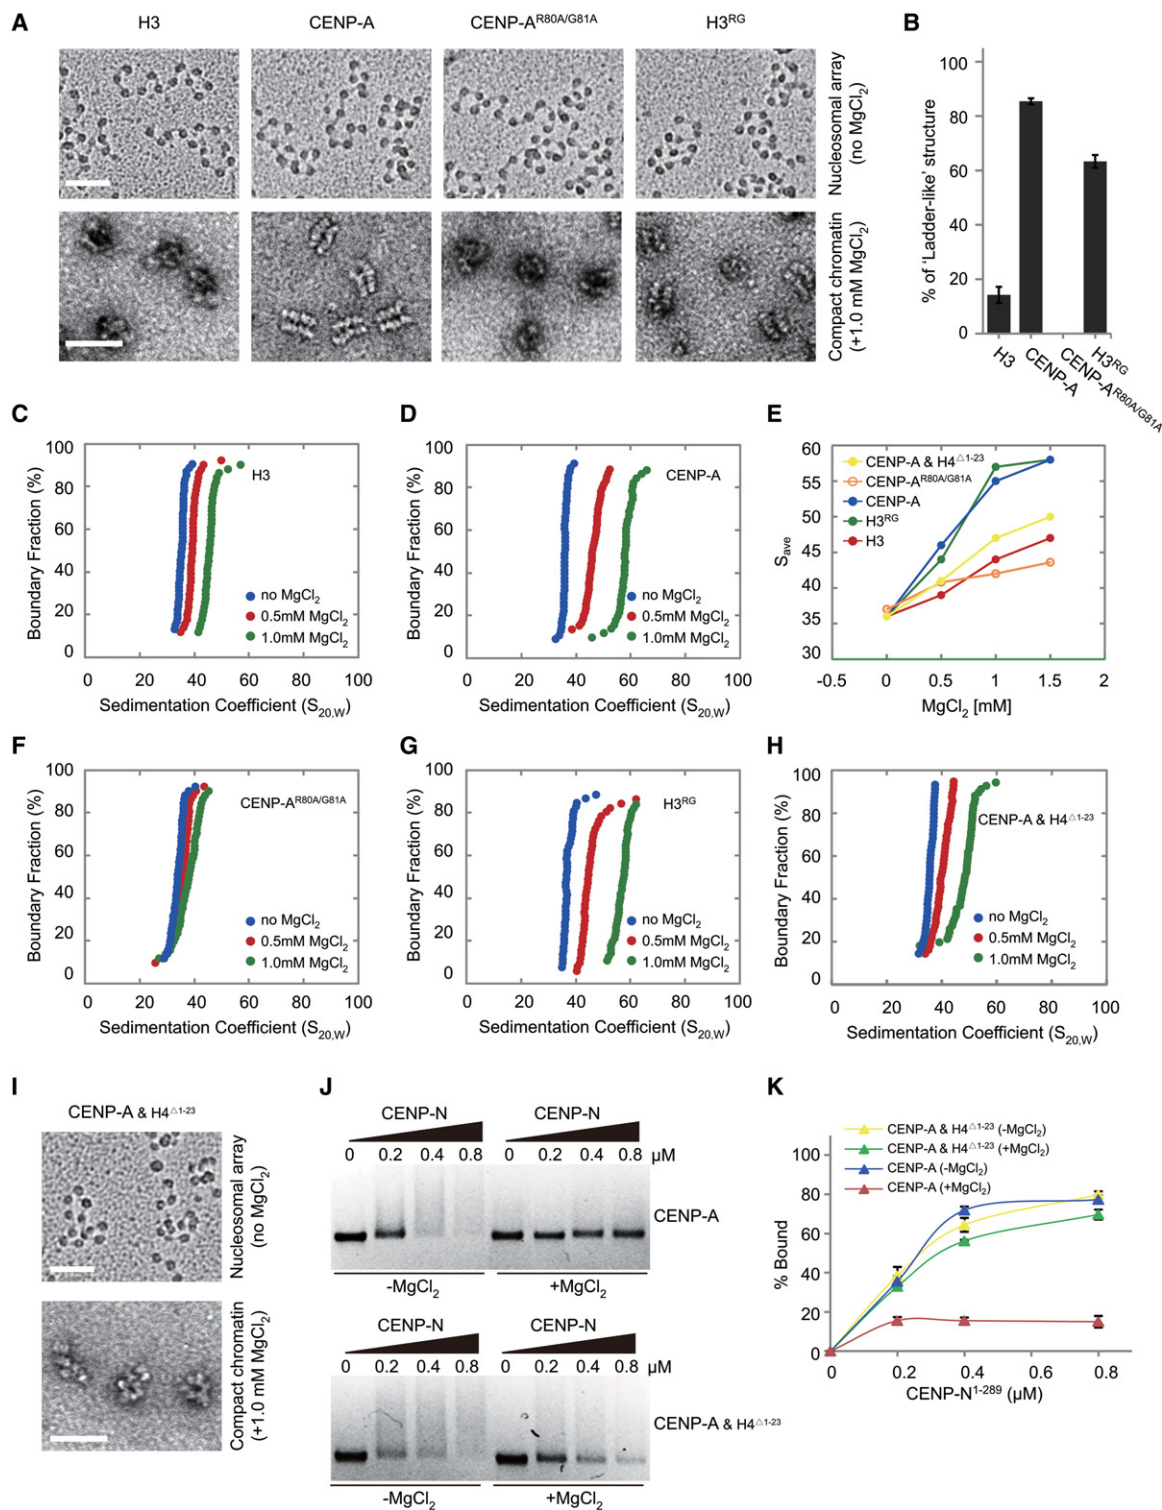 A
H3
CENP-A
CENP-A^R80A/G81A
H3^RG
Nucleosomal array
(no MgCl₂)
Compact chromatin
(+1.0 mM MgCl₂)
B
% of 'Ladder-like' structure
100
80
60
40
20
0
H3
CENP-A
CENP-A^R80A/G81A
H3^RG
C
Boundary Fraction (%)
100
90
80
60
40
20
0
H3
no MgCl₂
0.5mM MgCl₂
1.0mM MgCl₂
0 20 40 60 80 100
Sedimentation Coefficient (S₂₀,W)
D
Boundary Fraction (%)
100
90
80
60
40
20
0
CENP-A
no MgCl₂
0.5mM MgCl₂
1.0mM MgCl₂
0 20 40 60 80 100
Sedimentation Coefficient (S₂₀,W)
E
S_ave
60
55
50
45
40
35
30
CENP-A & H4^△1-23
CENP-A^R80A/G81A
CENP-A
H3^RG
H3
-0.5 0 0.5 1 1.5 2
MgCl₂ [mM]
F
Boundary Fraction (%)
100
90
80
60
40
20
0
CENP-A^R80A/G81A
no MgCl₂
0.5mM MgCl₂
1.0mM MgCl₂
0 20 40 60 80 100
Sedimentation Coefficient (S₂₀,W)
G
Boundary Fraction (%)
100
90
80
60
40
20
0
H3^RG
no MgCl₂
0.5mM MgCl₂
1.0mM MgCl₂
0 20 40 60 80 100
Sedimentation Coefficient (S₂₀,W)
H
Boundary Fraction (%)
100
90
80
60
40
20
0
CENP-A & H4^△1-23
no MgCl₂
0.5mM MgCl₂
1.0mM MgCl₂
0 20 40 60 80 100
Sedimentation Coefficient (S₂₀,W)
I
CENP-A & H4^△1-23
Nucleosomal array
(no MgCl₂)
Compact chromatin
(+1.0 mM MgCl₂)
J
CENP-N CENP-N
0 0.2 0.4 0.8 0 0.2 0.4 0.8 μM
CENP-A
-MgCl₂ +MgCl₂
CENP-N CENP-N
0 0.2 0.4 0.8 0 0.2 0.4 0.8 μM
CENP-A & H4^△1-23
-MgCl₂ +MgCl₂
K
CENP-A & H4^△1-23 (-MgCl₂)
CENP-A & H4^△1-23 (+MgCl₂)
CENP-A (-MgCl₂)
CENP-A (+MgCl₂)
% Bound
100
80
60
40
20
0
0 0.2 0.4 0.6 0.8
CENP-N^1-289 (μM)